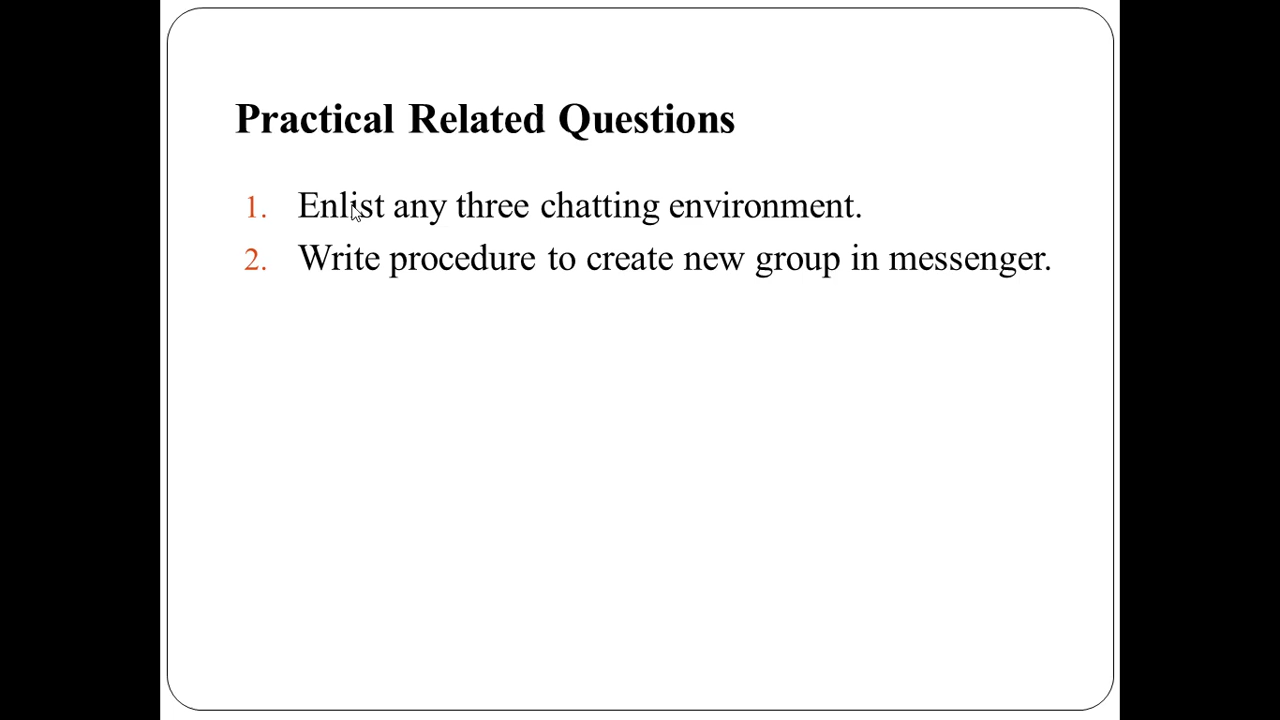 Practical Related Questions
1. Enlist any three chatting environment.
2. Write procedure to create new group in messenger.